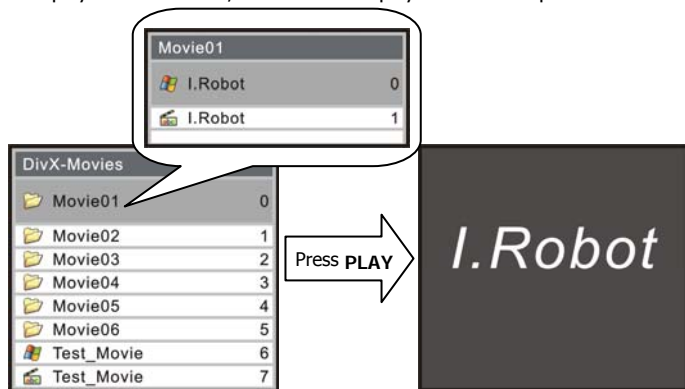 Movie01
I.Robot 0
I.Robot 1
DivX-Movies
Movie01 0
Movie02 1
Movie03 2
Movie04 3
Movie05 4
Movie06 5
Test_Movie 6
Test_Movie 7
Press PLAY
I.Robot